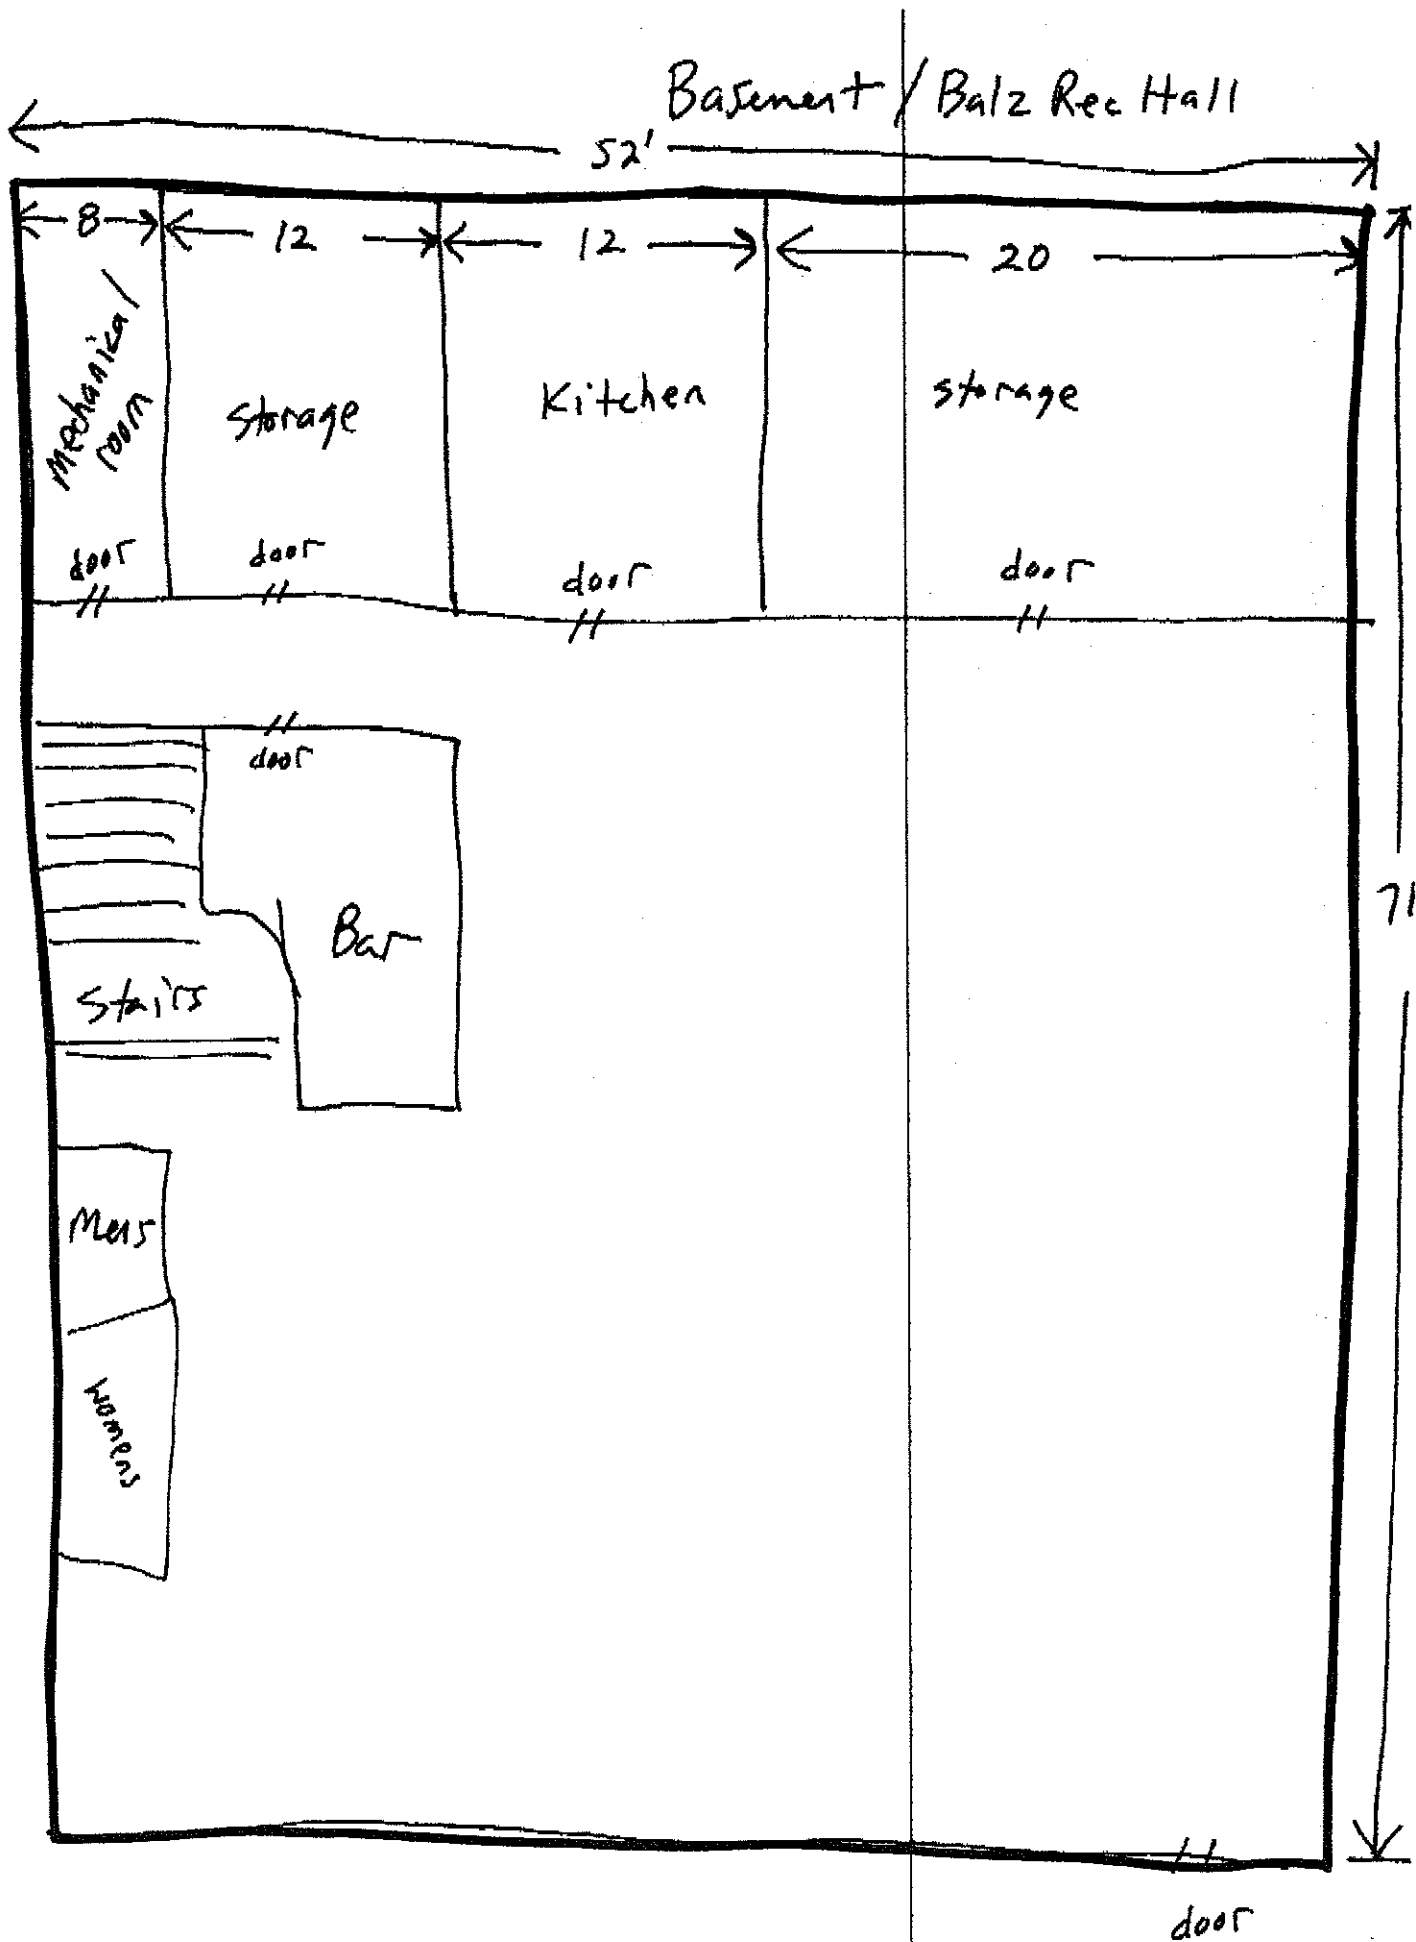 Basement / Balz Rec Hall
52'
8 12 12 20
Mechanical
room
storage
Kitchen
storage
door
door
door
door
door
Bar
71
Stairs
Mens
Womens
door